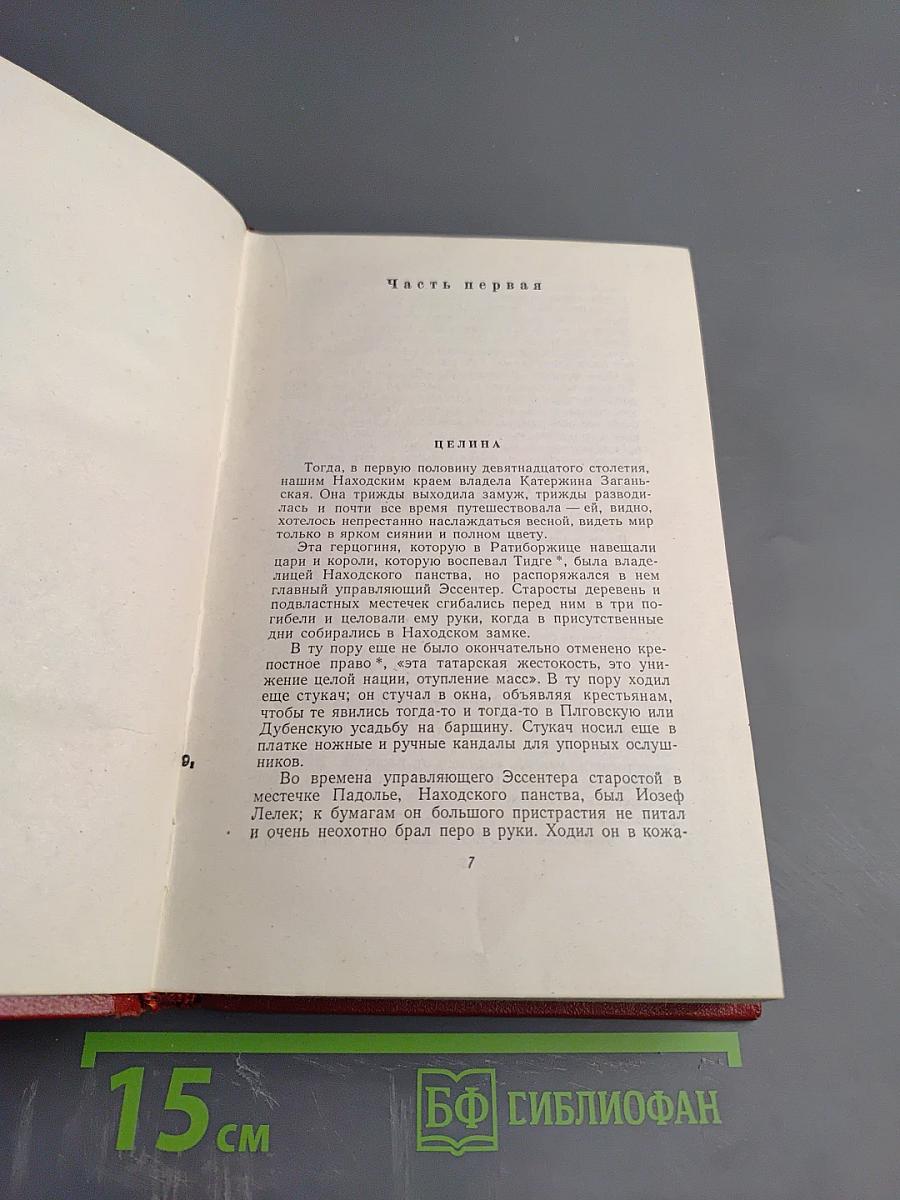 Часть первая
ЦЕЛИНА
Тогда, в первую половину девятнадцатого столетия,
нашим Находским краем владела Катержина Загань-
ская. Она трижды выходила замуж, трижды разводи-
лась и почти все время путешествовала — ей, видно,
хотелось непрестанно наслаждаться весной, видеть мир
только в ярком сиянии и полном цвету.
Эта герцогиня, которую в Ратиборжице навещали
цари и короли, которую воспевал Тидге *, была владе-
лицей Находского панства, но распоряжался в нем
главный управляющий Эссентер. Старосты деревень и
подвластных местечек сгибались перед ним в три по-
гибели и целовали ему руки, когда в присутственные
дни собирались в Находском замке.
В ту пору еще не было окончательно отменено кре-
постное право *, «эта татарская жестокость, это уни-
жение целой нации, отупление масс». В ту пору ходил
еще стукач; он стучал в окна, объявляя крестьянам,
чтобы те явились тогда-то и тогда-то в Плговскую или
Дубенскую усадьбу на барщину. Стукач носил еще в
платке ножные и ручные кандалы для упорных ослуш-
ников.
Во времена управляющего Эссентера старостой в
местечке Падолье, Находского панства, был Иозеф
Лелек; к бумагам он большого пристрастия не питал
и очень неохотно брал перо в руки. Ходил он в кожа-
7
15 см
БФ
БИБЛИОФАН